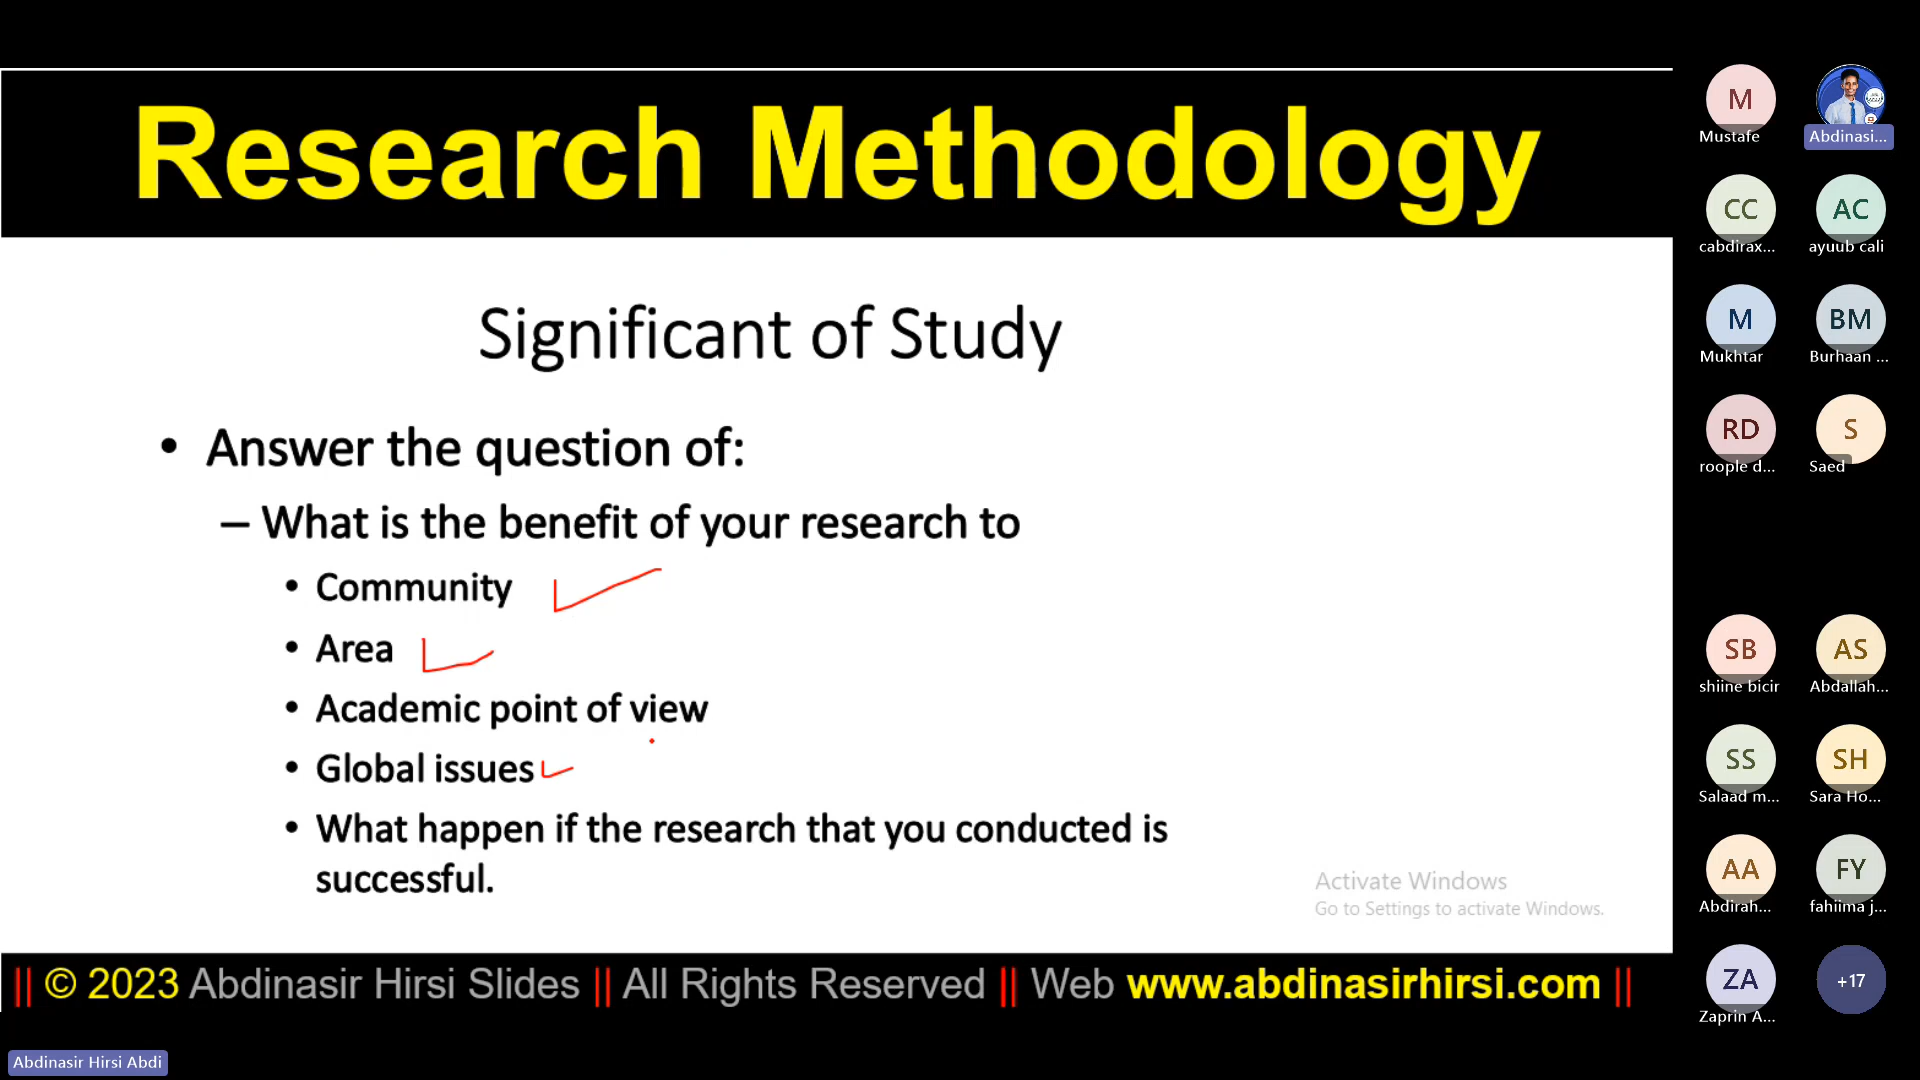 Research Methodology
Significant of Study
• Answer the question of:
– What is the benefit of your research to
• Community
• Area
• Academic point of view
• Global issues
• What happen if the research that you conducted is
successful.
Activate Windows
Go to Settings to activate Windows.
|| © 2023 Abdinasir Hirsi Slides || All Rights Reserved || Web www.abdinasirhirsi.com ||
Abdinasir Hirsi Abdi
M
Mustafe
Abdinasi...
CC
cabdirax...
AC
ayuub cali
M
Mukhtar
BM
Burhaan ...
RD
roople d...
S
Saed
SB
shiine bicir
AS
Abdallah...
SS
Salaad m...
SH
Sara Ho...
AA
Abdirah...
FY
fahiima j...
ZA
Zaprin A...
+17